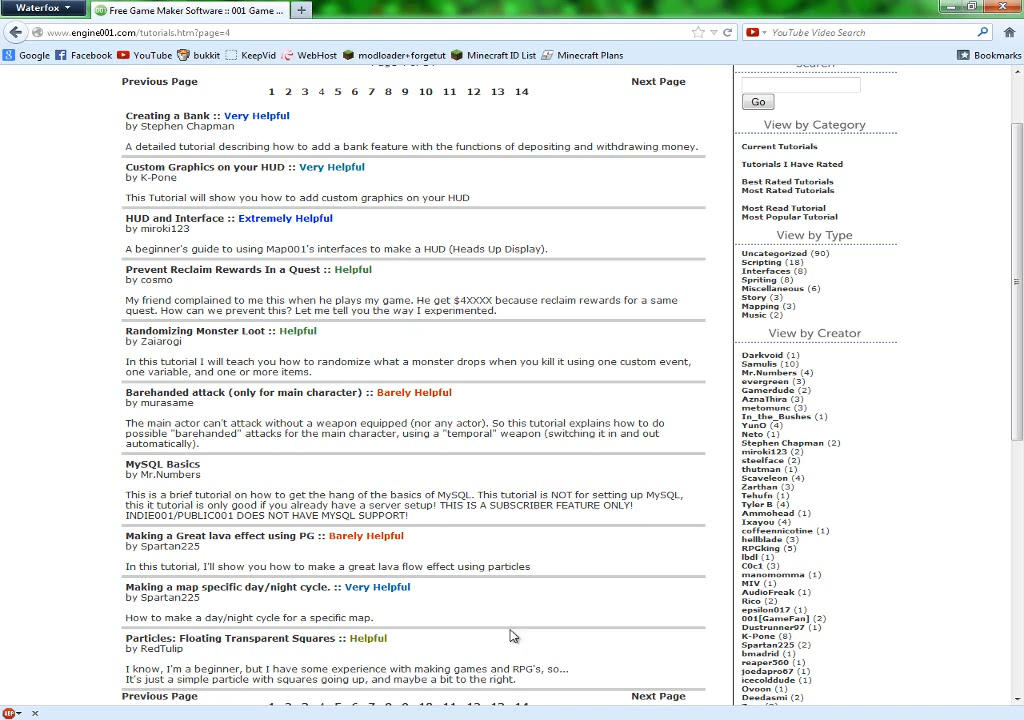 Waterfox
Free Game Maker Software :: 001 Game ...
www.engine001.com/tutorials.htm?page=4
YouTube Video Search
Google Facebook YouTube bukkit KeepVid WebHost modloader+forgetut Minecraft ID List Minecraft Plans Bookmarks
Previous Page Next Page
1 2 3 4 5 6 7 8 9 10 11 12 13 14
Creating a Bank :: Very Helpful
by Stephen Chapman
A detailed tutorial describing how to add a bank feature with the functions of depositing and withdrawing money.
Custom Graphics on your HUD :: Very Helpful
by K-Pone
This Tutorial will show you how to add custom graphics on your HUD
HUD and Interface :: Extremely Helpful
by miroki123
A beginner's guide to using Map001's interfaces to make a HUD (Heads Up Display).
Prevent Reclaim Rewards In a Quest :: Helpful
by cosmo
My friend complained to me this when he plays my game. He get $4XXXX because reclaim rewards for a same
quest. How can we prevent this? Let me tell you the way I experimented.
Randomizing Monster Loot :: Helpful
by Zaiarogi
In this tutorial I will teach you how to randomize what a monster drops when you kill it using one custom event,
one variable, and one or more items.
Barehanded attack (only for main character) :: Barely Helpful
by murasame
The main actor can't attack without a weapon equipped (nor any actor). So this tutorial explains how to do
possible "barehanded" attacks for the main character, using a "temporal" weapon (switching it in and out
automatically).
MySQL Basics
by Mr.Numbers
This is a brief tutorial on how to get the hang of the basics of MySQL. This tutorial is NOT for setting up MySQL,
this it tutorial is only good if you already have a server setup! THIS IS A SUBSCRIBER FEATURE ONLY!
INDIE001/PUBLIC001 DOES NOT HAVE MYSQL SUPPORT!
Making a Great lava effect using PG :: Barely Helpful
by Spartan225
In this tutorial, I'll show you how to make a great lava flow effect using particles
Making a map specific day/night cycle. :: Very Helpful
by Spartan225
How to make a day/night cycle for a specific map.
Particles: Floating Transparent Squares :: Helpful
by RedTulip
I know, I'm a beginner, but I have some experience with making games and RPG's, so...
It's just a simple particle with squares going up, and maybe a bit to the right.
Previous Page Next Page
1 2 3 4 5 6 7 8 9 10 11 12 13 14
Search
Go
View by Category
Current Tutorials
Tutorials I Have Rated
Best Rated Tutorials
Most Rated Tutorials
Most Read Tutorial
Most Popular Tutorial
View by Type
Uncategorized (90)
Scripting (18)
Interfaces (8)
Spriting (8)
Miscellaneous (6)
Story (3)
Mapping (3)
Music (2)
View by Creator
Darkvoid (1)
Samulis (10)
Mr.Numbers (4)
evergreen (3)
Gamerdude (2)
AznaThira (3)
metomunc (3)
In_the_Bushes (1)
YunO (4)
Neto (1)
Stephen Chapman (2)
miroki123 (2)
steelface (2)
thutman (1)
Scaveleon (4)
Zarthan (3)
Tehufn (1)
Tyler B (4)
Ammohead (1)
Ixayou (4)
coffeennicotine (1)
hellblade (3)
RPGking (5)
lbdl (1)
C0c1 (3)
manomomma (1)
MIV (1)
AudioFreak (1)
Rico (2)
epsilon017 (1)
001[GameFan] (2)
Dustrunner97 (1)
K-Pone (8)
Spartan225 (2)
bmadrid (1)
reaper560 (1)
joedapro67 (1)
icecolddude (1)
Ovoon (1)
Deedasmi (2)
ABP